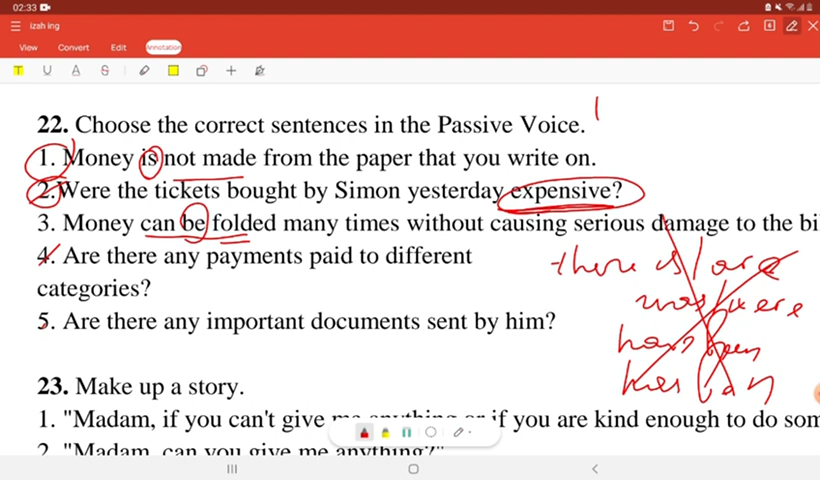 02:33
izah ing
View Convert Edit Annotation
22. Choose the correct sentences in the Passive Voice.
1. Money is not made from the paper that you write on.
2. Were the tickets bought by Simon yesterday expensive?
3. Money can be folded many times without causing serious damage to the bi
4. Are there any payments paid to different
there is/are
categories?
was/were
5. Are there any important documents sent by him?
has been
23. Make up a story.
1. "Madam, if you can't give me anything or if you are kind enough to do som
2. "Madam, can you give me anything?"